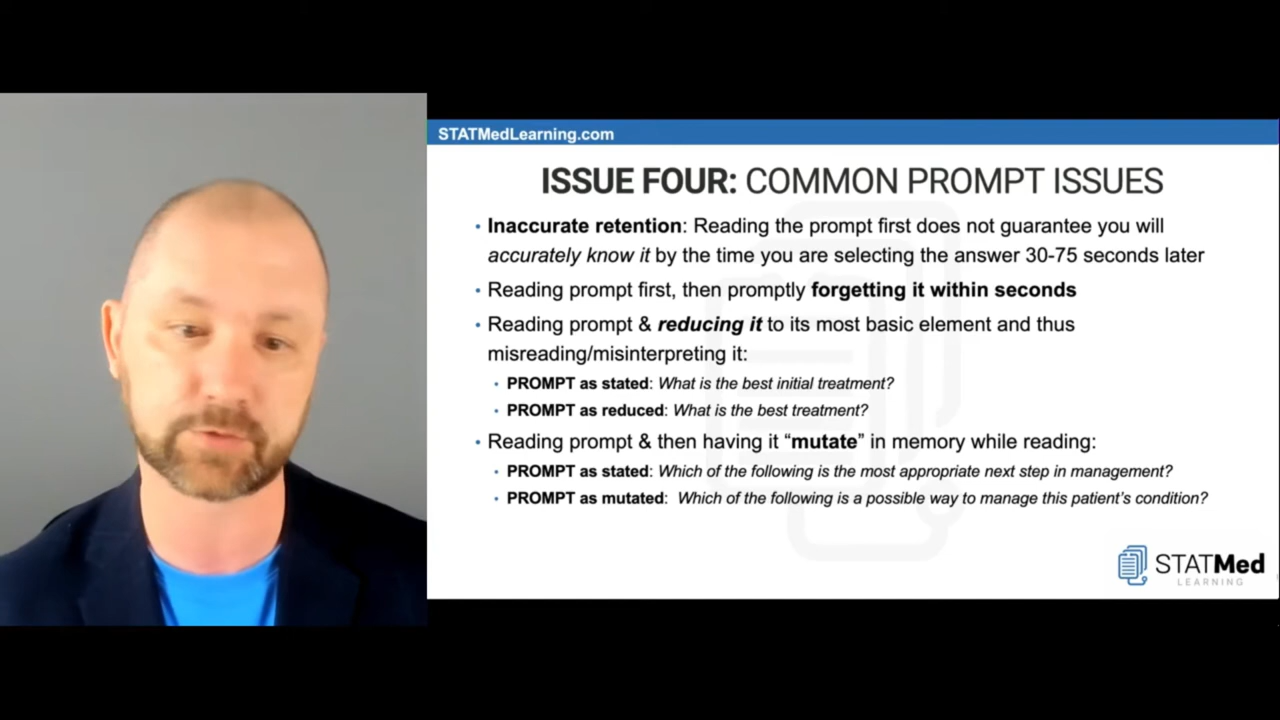 STATMedLearning.com
ISSUE FOUR: COMMON PROMPT ISSUES
• Inaccurate retention: Reading the prompt first does not guarantee you will
accurately know it by the time you are selecting the answer 30-75 seconds later
• Reading prompt first, then promptly forgetting it within seconds
• Reading prompt & reducing it to its most basic element and thus
misreading/misinterpreting it:
• PROMPT as stated: What is the best initial treatment?
• PROMPT as reduced: What is the best treatment?
• Reading prompt & then having it “mutate” in memory while reading:
• PROMPT as stated: Which of the following is the most appropriate next step in management?
• PROMPT as mutated: Which of the following is a possible way to manage this patient’s condition?
STATMed
LEARNING